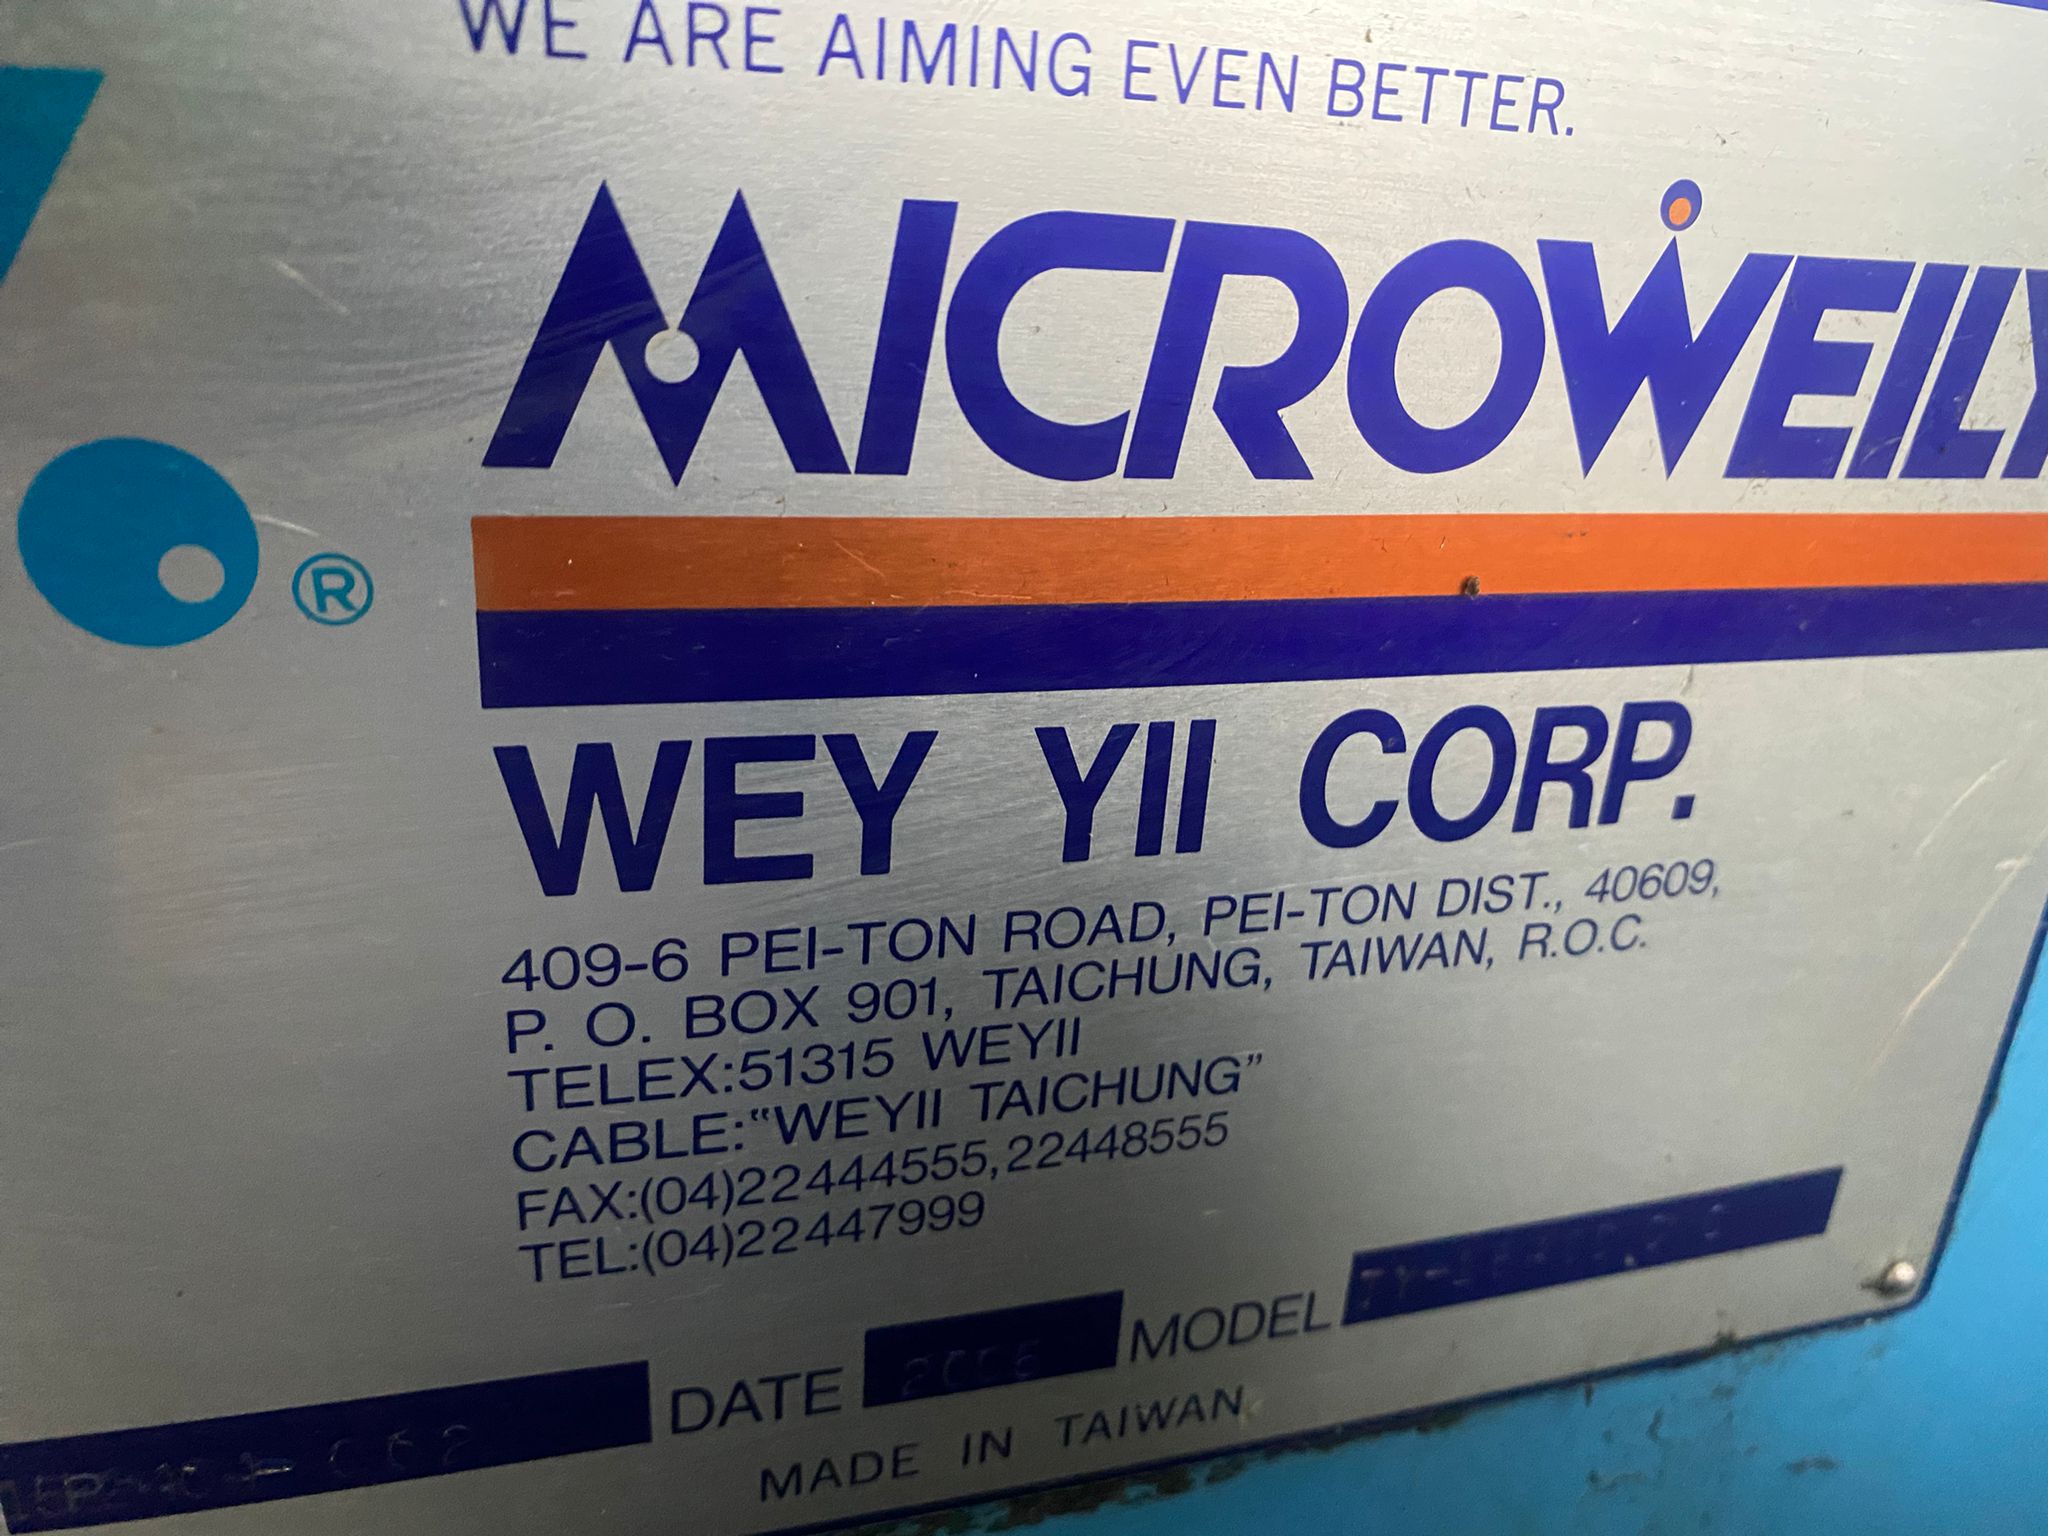 WE ARE AIMING EVEN BETTER.
MICROWEILY
®
WEY YII CORP.
409-6 PEI-TON ROAD, PEI-TON DIST., 40609,
P. O. BOX 901, TAICHUNG, TAIWAN, R.O.C.
TELEX:51315 WEYII
CABLE:“WEYII TAICHUNG”
FAX:(04)22444555,22448555
TEL:(04)22447999
DATE MODEL
MADE IN TAIWAN